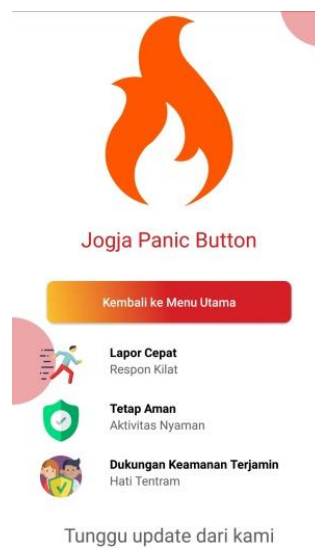 Jogja Panic Button
Kembali ke Menu Utama
Lapor Cepat
Respon Kilat
Tetap Aman
Aktivitas Nyaman
Dukungan Keamanan Terjamin
Hati Tentram
Tunggu update dari kami